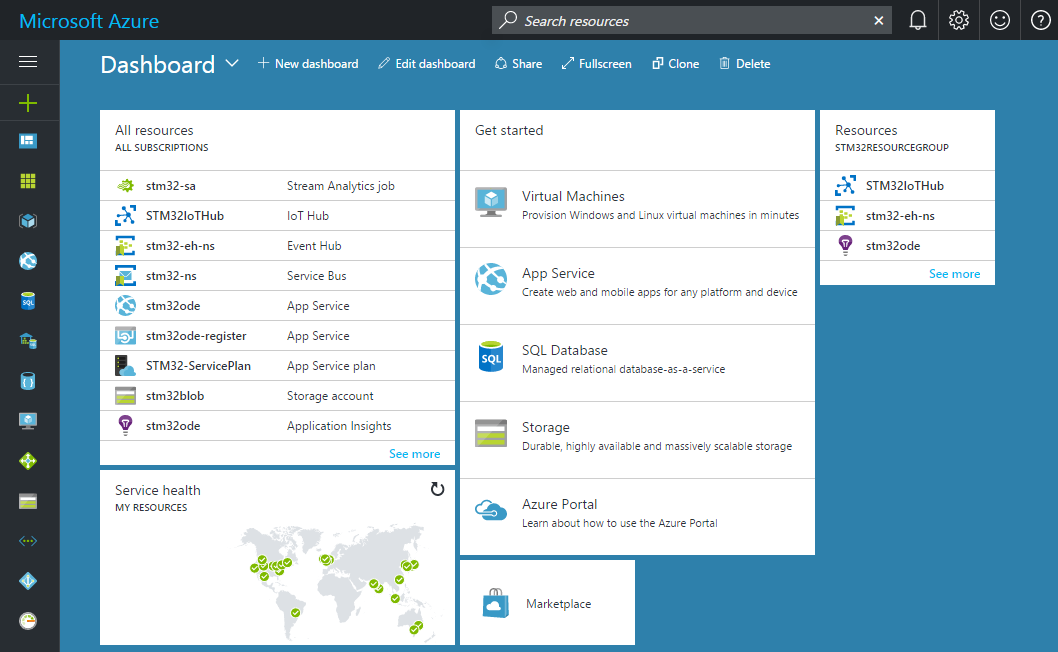 Microsoft Azure
Search resources
Dashboard
New dashboard
Edit dashboard
Share
Fullscreen
Clone
Delete
All resources
ALL SUBSCRIPTIONS
stm32-sa Stream Analytics job
STM32IoTHub IoT Hub
stm32-eh-ns Event Hub
stm32-ns Service Bus
stm32ode App Service
stm32ode-register App Service
STM32-ServicePlan App Service plan
stm32blob Storage account
stm32ode Application Insights
See more
Service health
MY RESOURCES
Get started
Virtual Machines
Provision Windows and Linux virtual machines in minutes
App Service
Create web and mobile apps for any platform and device
SQL
SQL Database
Managed relational database-as-a-service
Storage
Durable, highly available and massively scalable storage
Azure Portal
Learn about how to use the Azure Portal
Marketplace
Resources
STM32RESOURCEGROUP
STM32IoTHub
stm32-eh-ns
stm32ode
See more
SQL